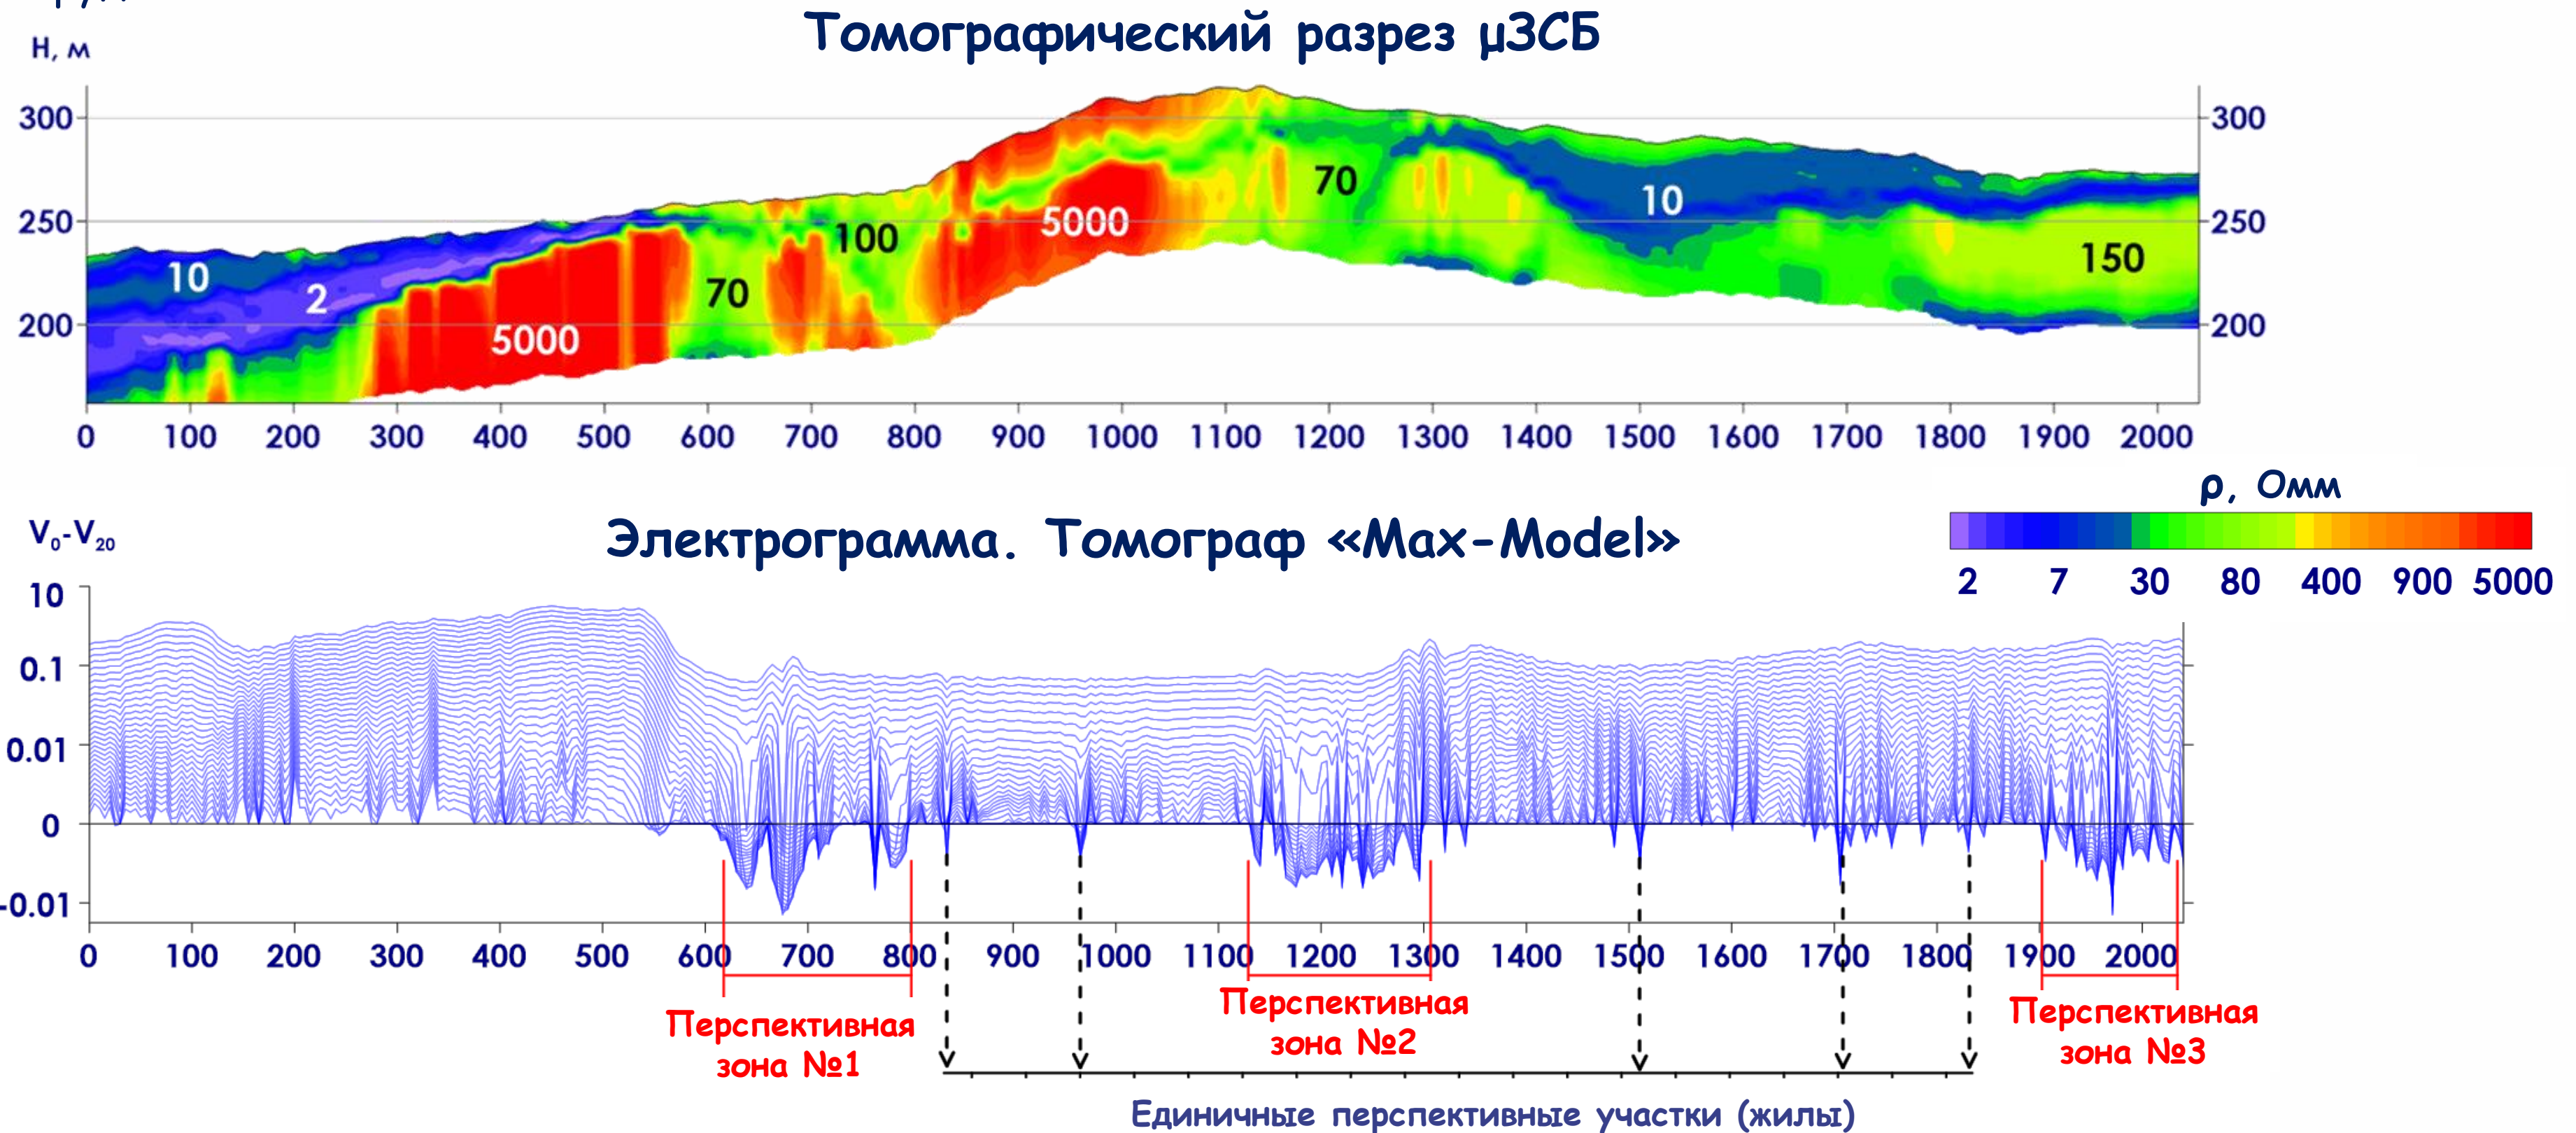 Томографический разрез μЗСБ
H, м
300 300
250 250
200 200
10
2
5000
70
100
5000
70
10
150
0 100 200 300 400 500 600 700 800 900 1000 1100 1200 1300 1400 1500 1600 1700 1800 1900 2000
ρ, Омм
2 7 30 80 400 900 5000
Электрограмма. Томограф «Max-Model»
V0-V20
10
0.1
0.01
0
-0.01
0 100 200 300 400 500 600 700 800 900 1000 1100 1200 1300 1400 1500 1600 1700 1800 1900 2000
Перспективная
зона №1
Перспективная
зона №2
Перспективная
зона №3
Единичные перспективные участки (жилы)